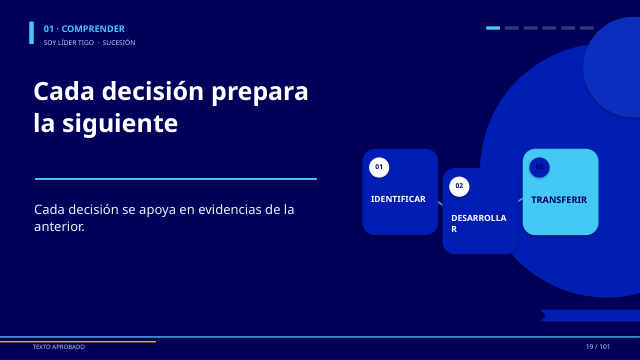 01 · COMPRENDER
SOY LÍDER TIGO · SUCESIÓN
Cada decisión prepara
la siguiente
Cada decisión se apoya en evidencias de la
anterior.
01
IDENTIFICAR
02
DESARROLLA
R
03
TRANSFERIR
TEXTO APROBADO
19 / 101